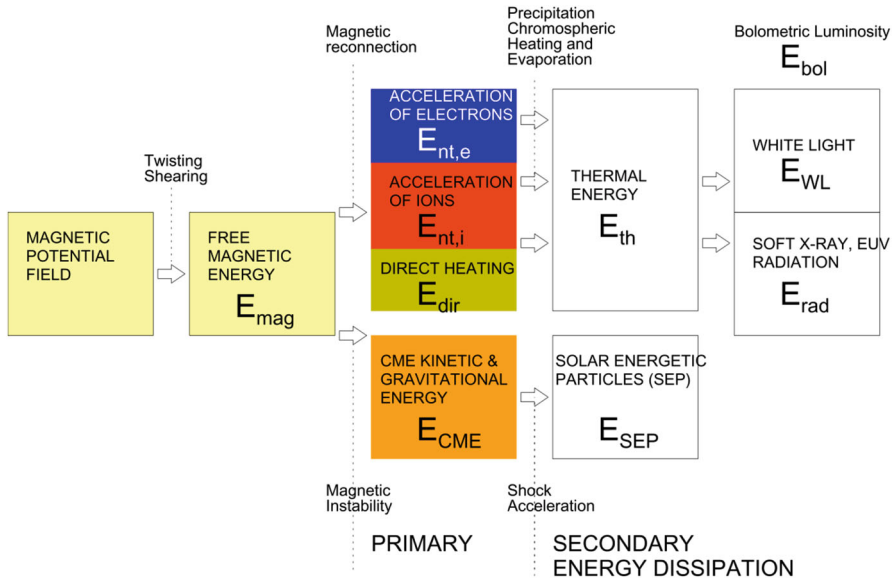 Magnetic
reconnection
Precipitation
Chromospheric
Heating and
Evaporation
Bolometric Luminosity
E_bol
Twisting
Shearing
MAGNETIC
POTENTIAL
FIELD
FREE
MAGNETIC
ENERGY
E_mag
ACCELERATION
OF ELECTRONS
E_nt,e
ACCELERATION
OF IONS
E_nt,i
DIRECT HEATING
E_dir
THERMAL
ENERGY
E_th
WHITE LIGHT
E_WL
SOFT X-RAY, EUV
RADIATION
E_rad
CME KINETIC &
GRAVITATIONAL
ENERGY
E_CME
SOLAR ENERGETIC
PARTICLES (SEP)
E_SEP
Magnetic
Instability
Shock
Acceleration
PRIMARY
SECONDARY
ENERGY DISSIPATION